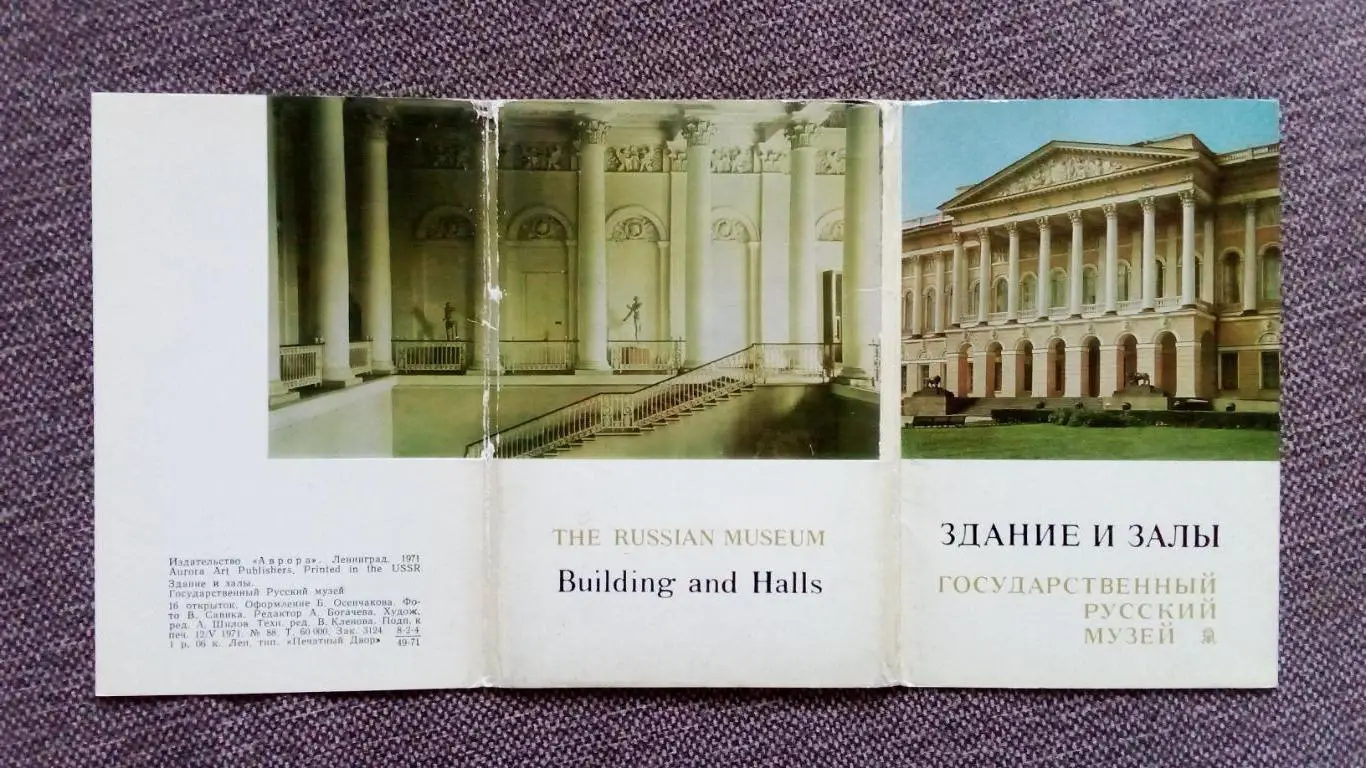 Издательство «Аврора». Ленинград. 1971
Aurora Art Publishers, Printed in the USSR
Здание и залы.
Государственный Русский музей
16 открыток. Оформление Б. Осенчакова. Фо-
то В. Савика. Редактор А. Богачева. Худож.
ред. А. Шилов Техн. ред. В. Кленова. Подп. к
печ. 12/V 1971. № 88. Т. 60 000. Зак. 3124 8-2-4
1 р. 06 к. Лен. тип. «Печатный Двор» 49-71
THE RUSSIAN MUSEUM
Building and Halls
ЗДАНИЕ И ЗАЛЫ
ГОСУДАРСТВЕННЫЙ
РУССКИЙ
МУЗЕЙ